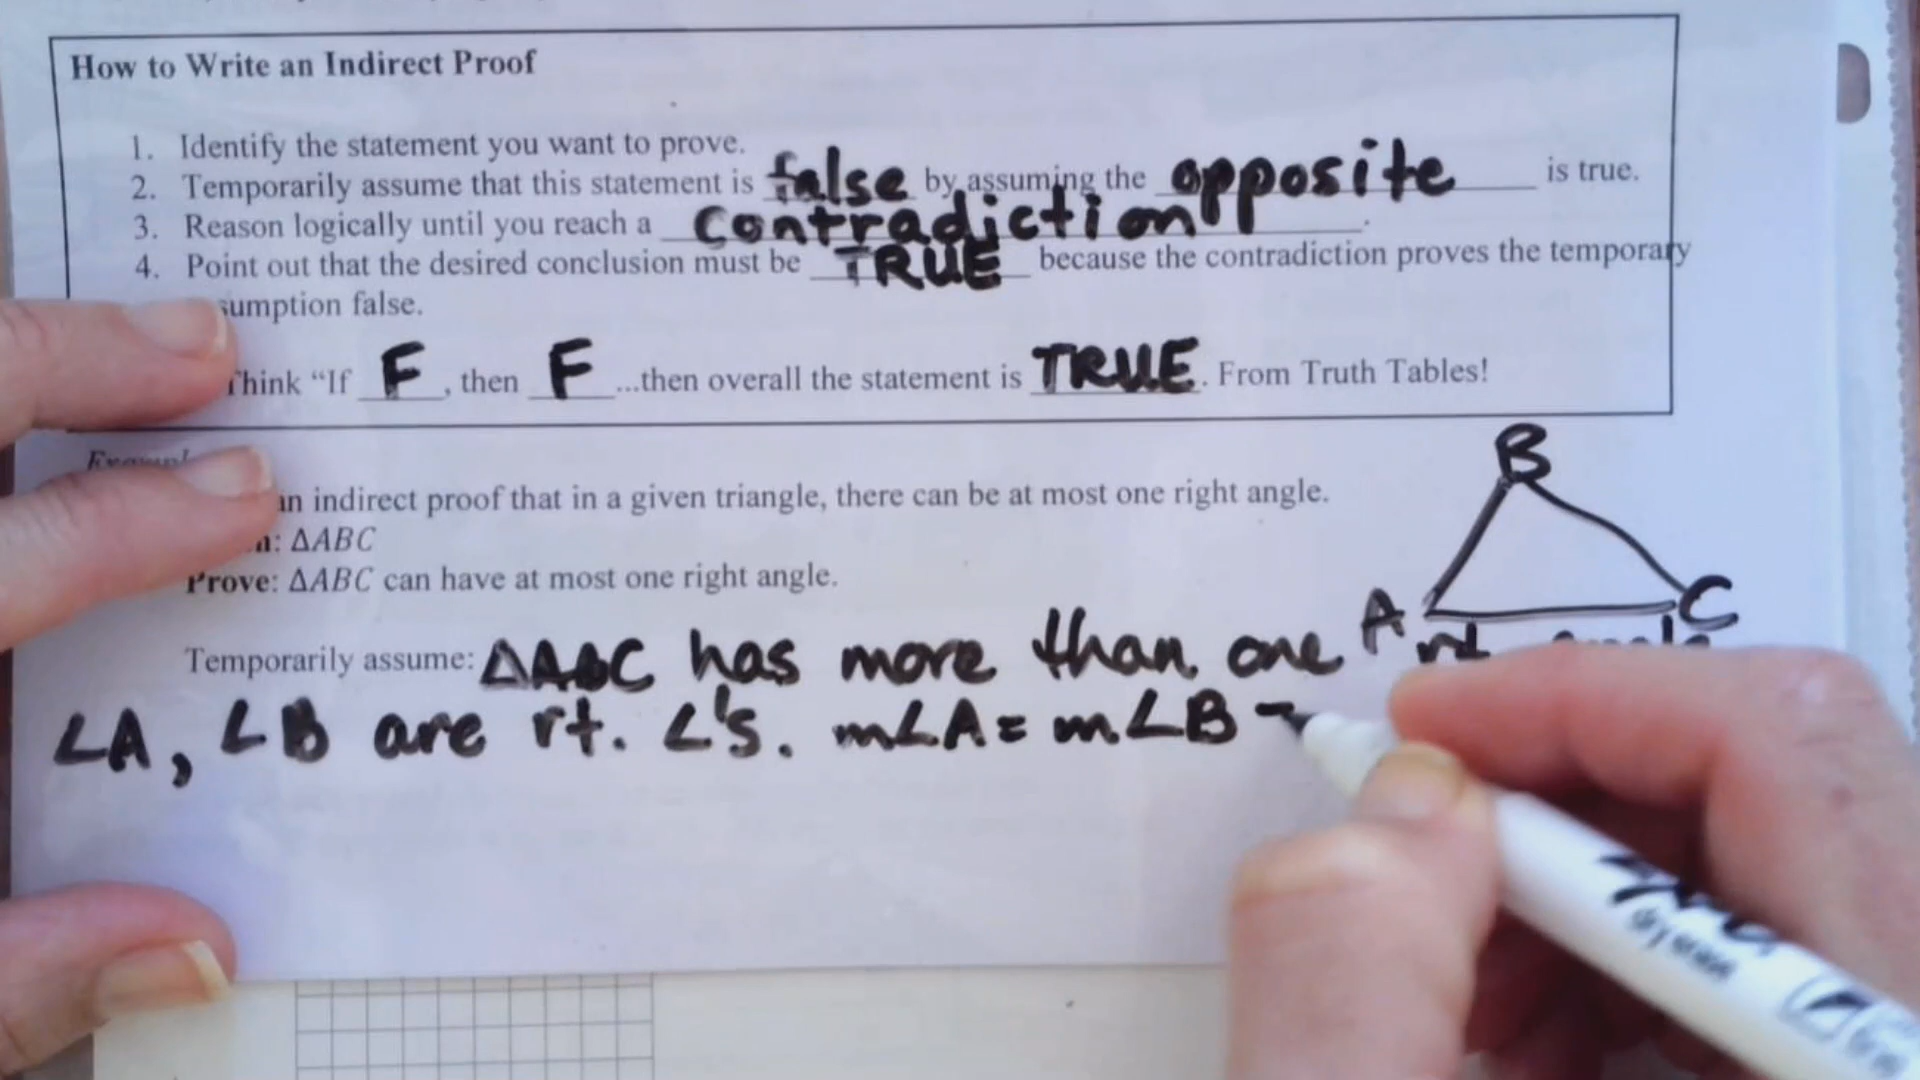 How to Write an Indirect Proof
1. Identify the statement you want to prove.
2. Temporarily assume that this statement is false by assuming the opposite is true.
3. Reason logically until you reach a contradiction.
4. Point out that the desired conclusion must be TRUE because the contradiction proves the temporary
sumption false.
Think “If F, then F ...then overall the statement is TRUE. From Truth Tables!
B
an indirect proof that in a given triangle, there can be at most one right angle.
n: ΔABC
Prove: ΔABC can have at most one right angle.
A C
Temporarily assume: ΔABC has more than one rt
∠A, ∠B are rt. ∠'s. m∠A = m∠B =
dry erase